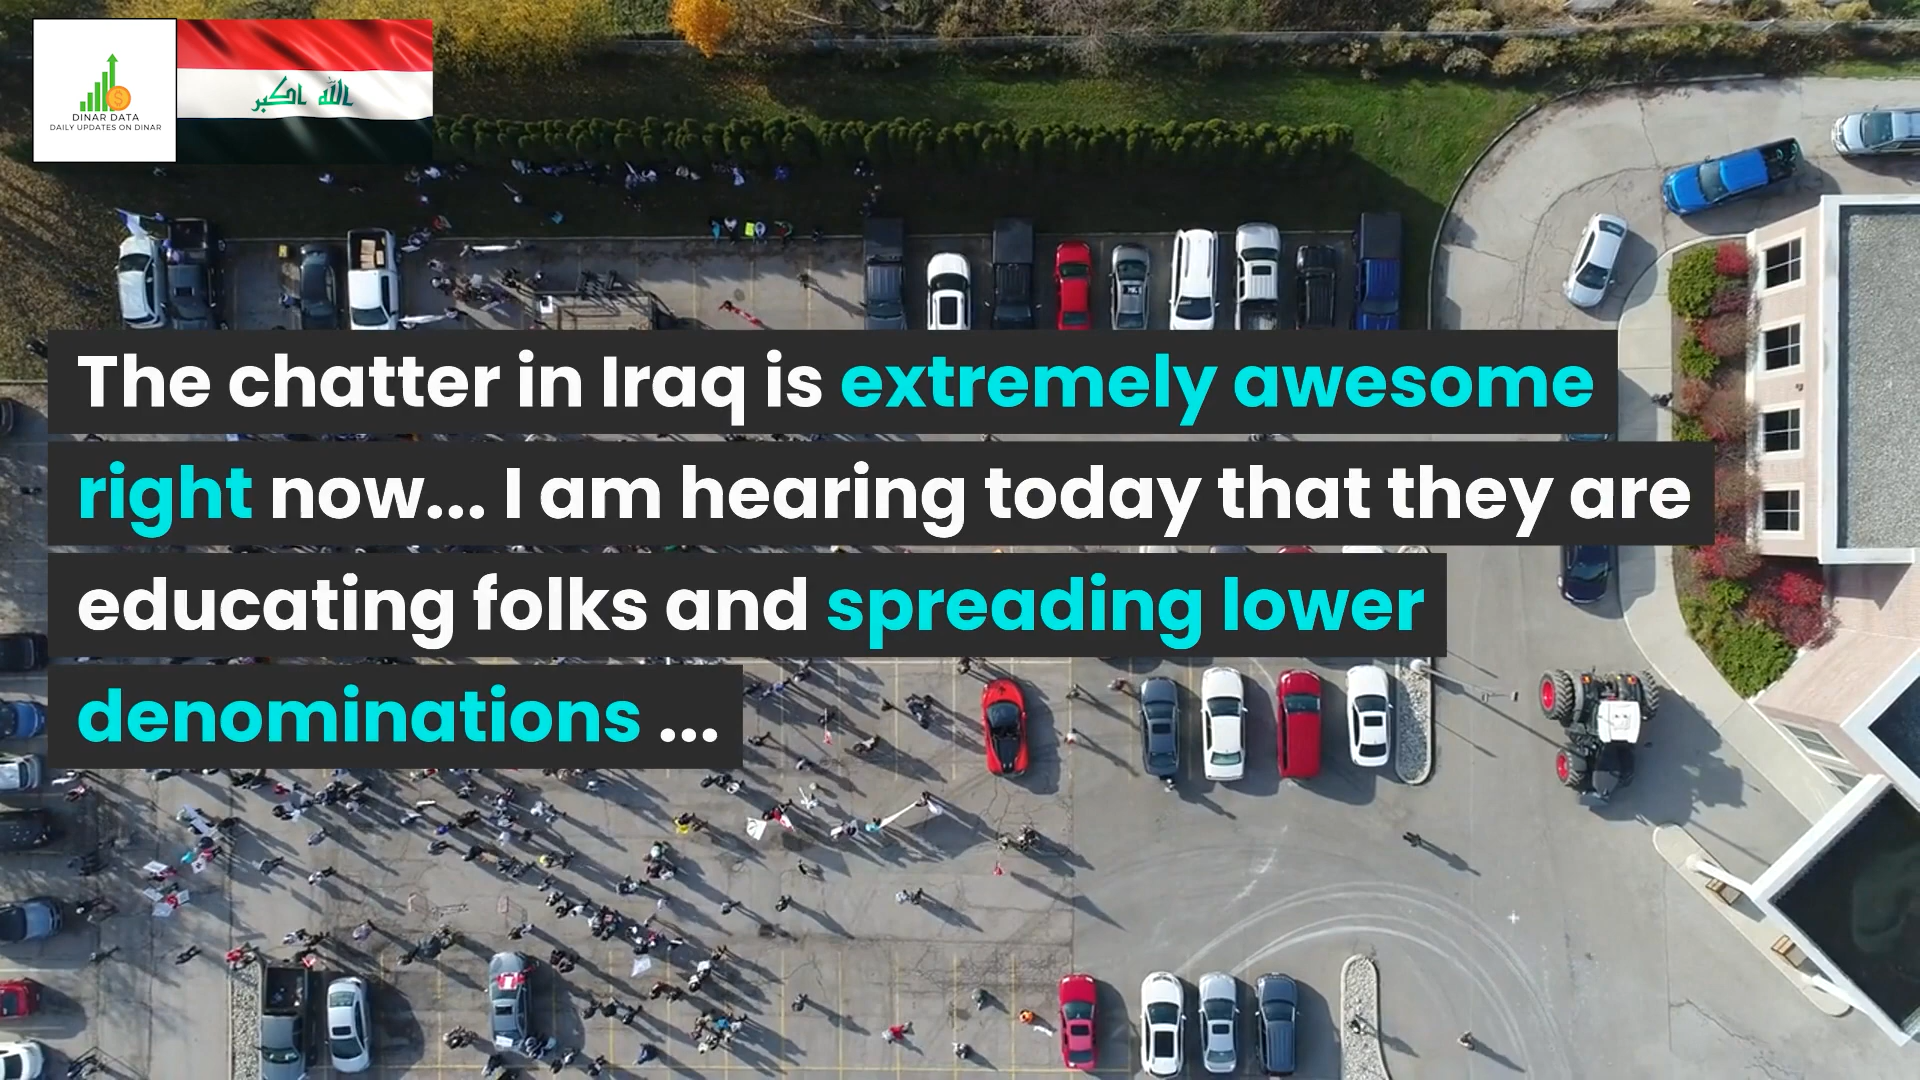 DINAR DATA
DAILY UPDATES ON DINAR
الله اكبر
The chatter in Iraq is extremely awesome
right now... I am hearing today that they are
educating folks and spreading lower
denominations ...